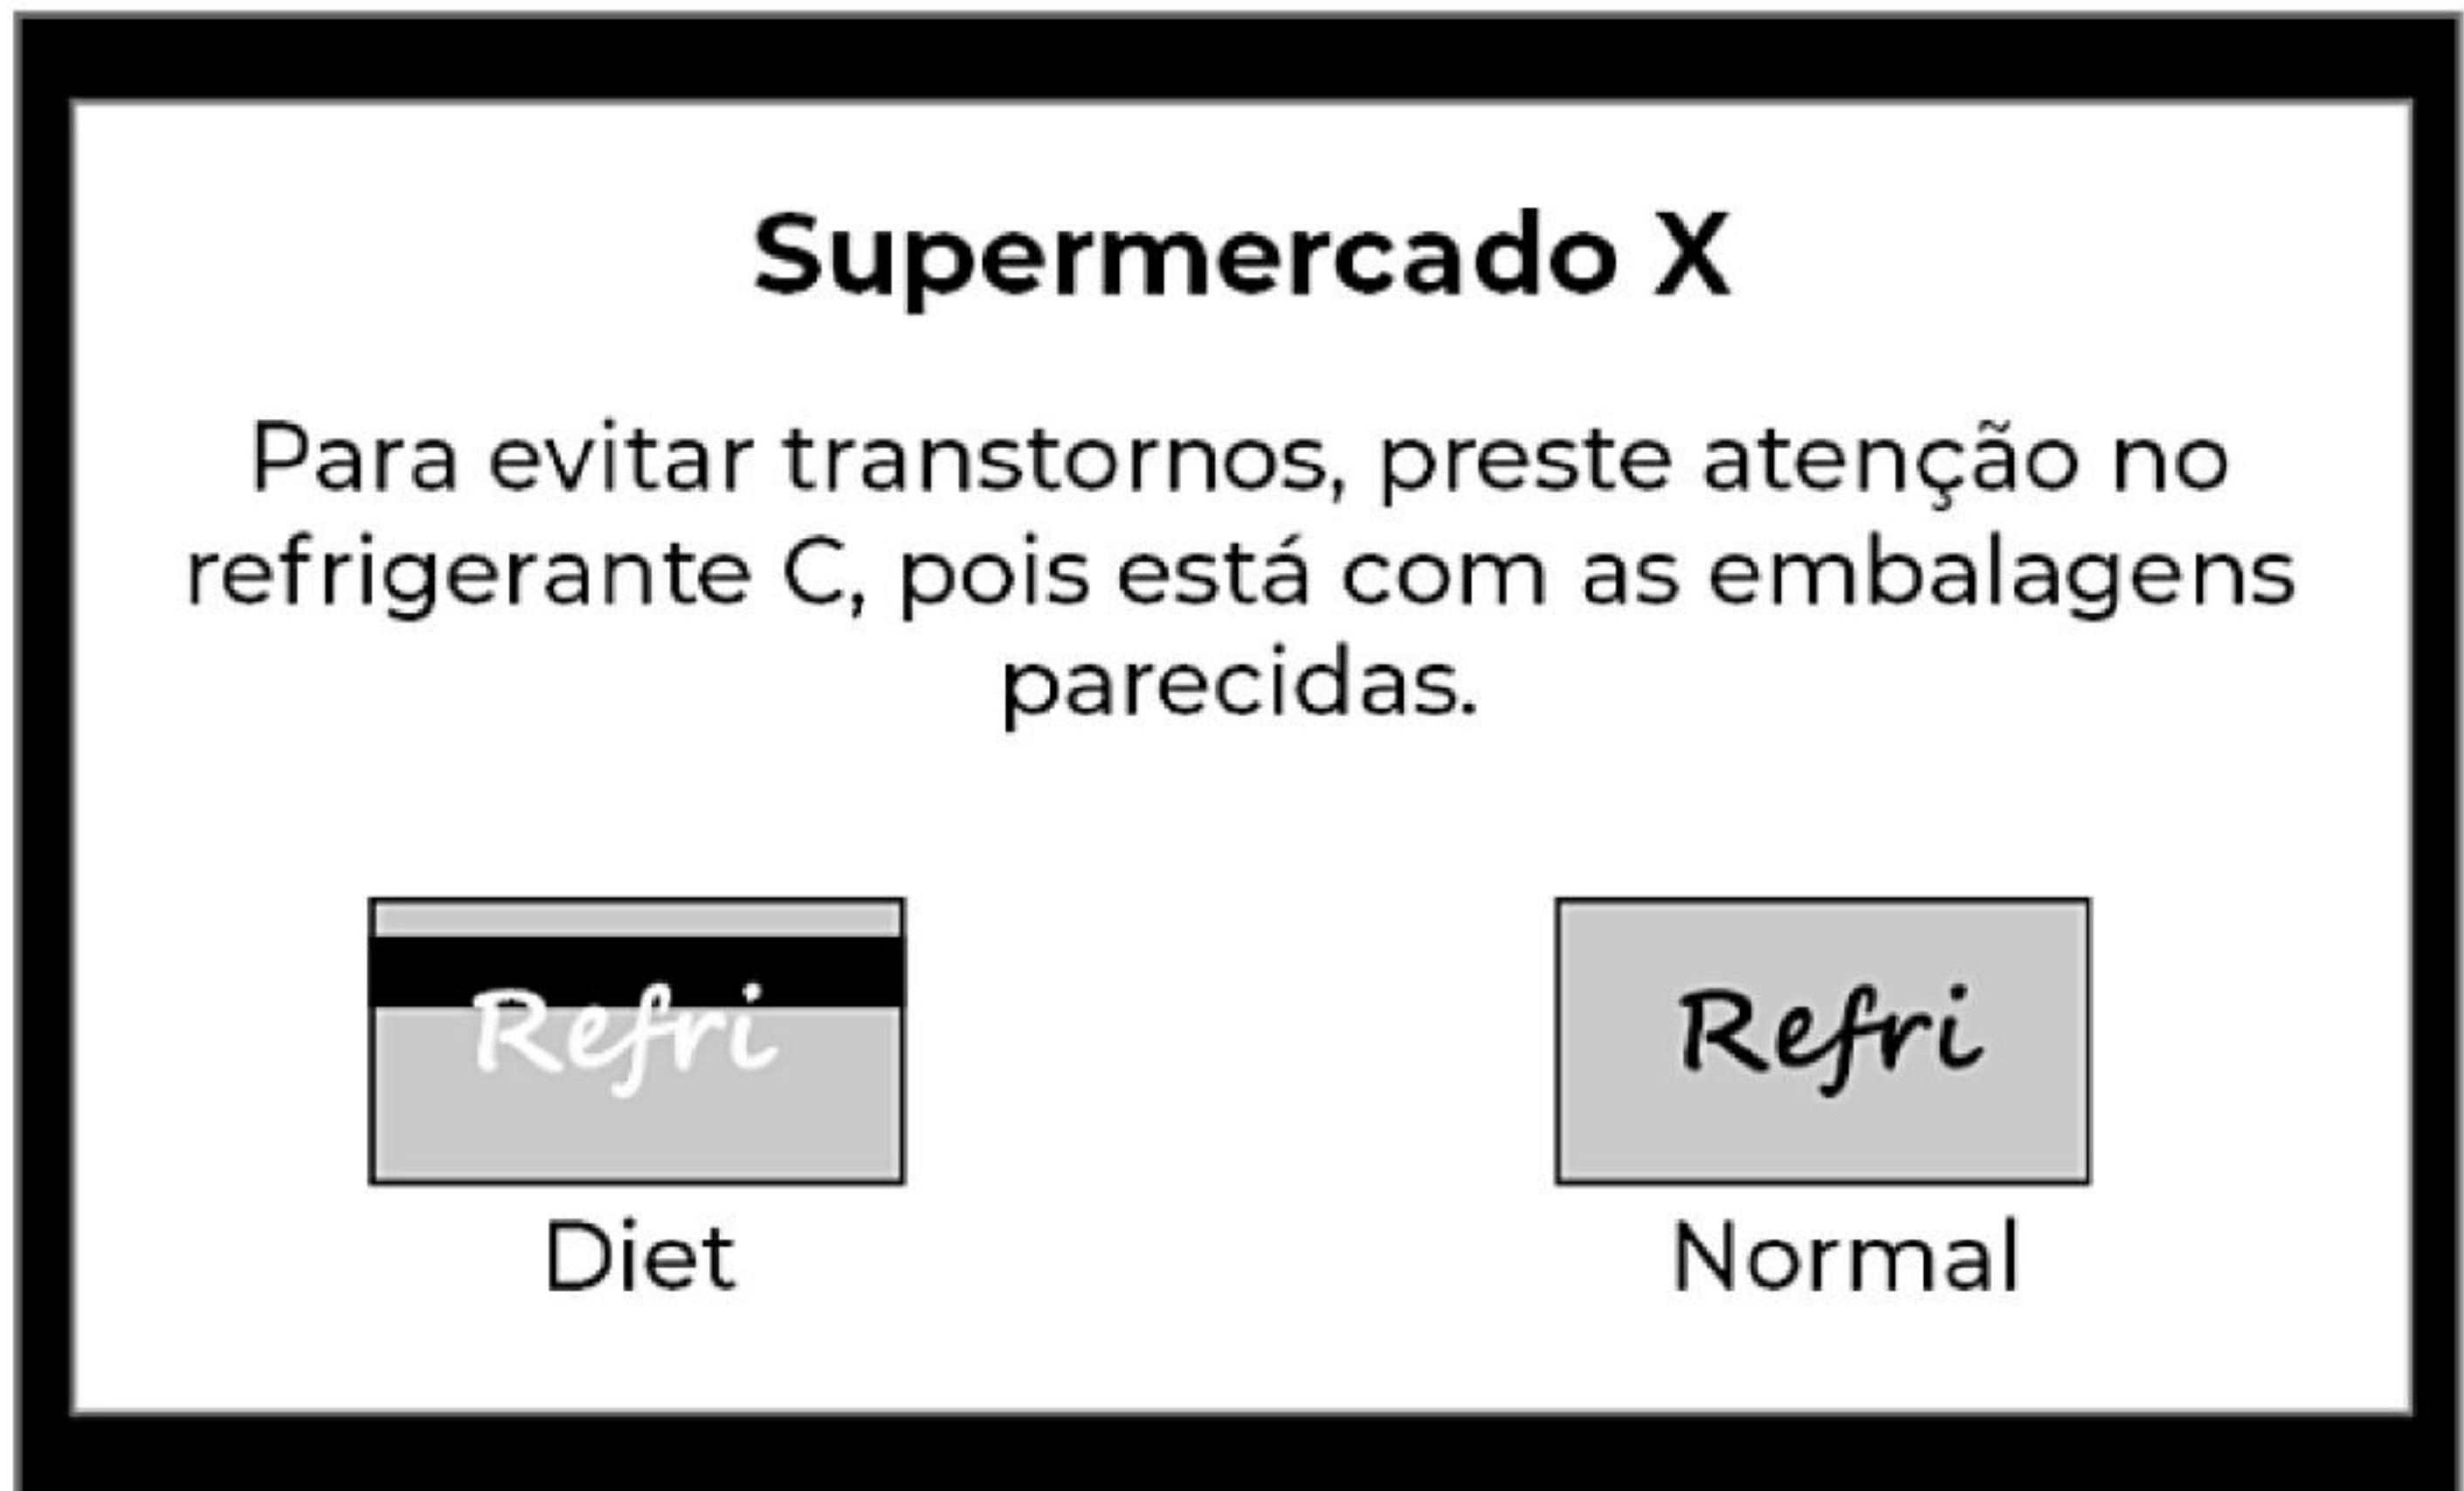 Supermercado X
Para evitar transtornos, preste atenção no
refrigerante C, pois está com as embalagens
parecidas.
Refri
Refri
Diet
Normal